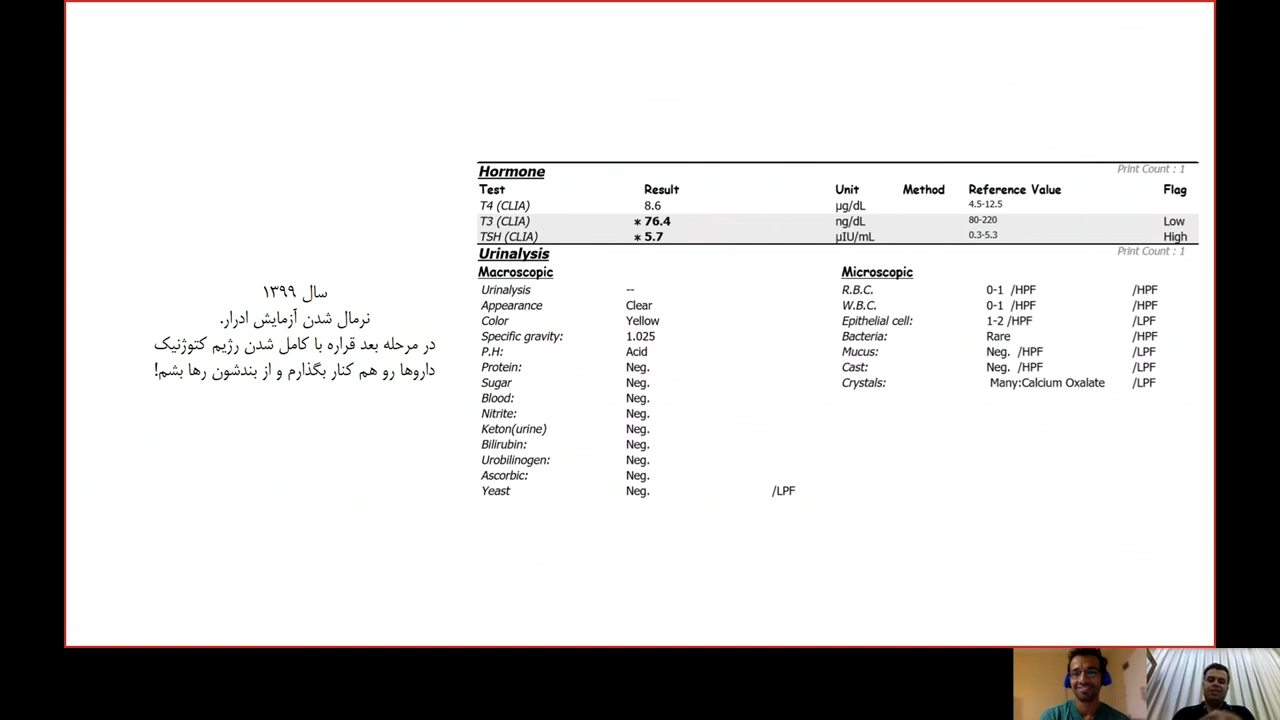 Hormone Print Count : 1
Test Result Unit Method Reference Value Flag
T4 (CLIA) 8.6 µg/dL 4.5-12.5
T3 (CLIA) * 76.4 ng/dL 80-220 Low
TSH (CLIA) * 5.7 µIU/mL 0.3-5.3 High
Urinalysis Print Count : 1
Macroscopic
Urinalysis --
Appearance Clear
Color Yellow
Specific gravity: 1.025
P.H: Acid
Protein: Neg.
Sugar Neg.
Blood: Neg.
Nitrite: Neg.
Keton(urine) Neg.
Bilirubin: Neg.
Urobilinogen: Neg.
Ascorbic: Neg.
Yeast Neg. /LPF
Microscopic
R.B.C. 0-1 /HPF /HPF
W.B.C. 0-1 /HPF /HPF
Epithelial cell: 1-2 /HPF /LPF
Bacteria: Rare /HPF
Mucus: Neg. /HPF /LPF
Cast: Neg. /HPF /LPF
Crystals: Many:Calcium Oxalate /LPF
سال ۱۳۹۹
نرمال شدن آزمایش ادرار.
در مرحله بعد قراره با کامل شدن رژیم کتوژنیک
داروها رو هم کنار بگذارم و از بندشون رها بشم!